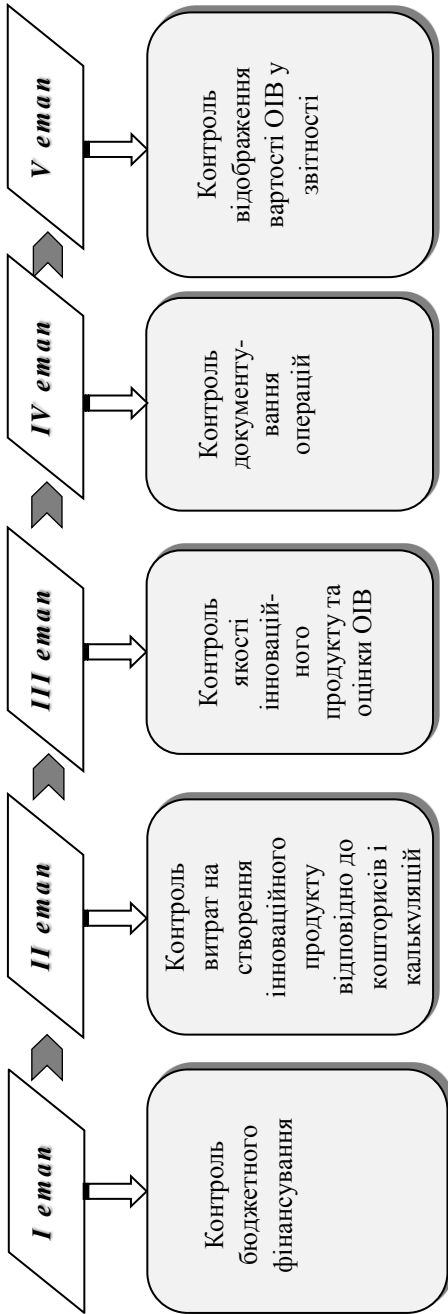 I етап
II етап
III етап
IV етап
V етап
Контроль
бюджетного
фінансування
Контроль
витрат на
створення
інноваційного
продукту
відповідно до
кошторисів і
калькуляцій
Контроль
якості
інновацій-
ного
продукту та
оцінки ОІВ
Контроль
документу-
вання
операцій
Контроль
відображення
вартості ОІВ у
звітності